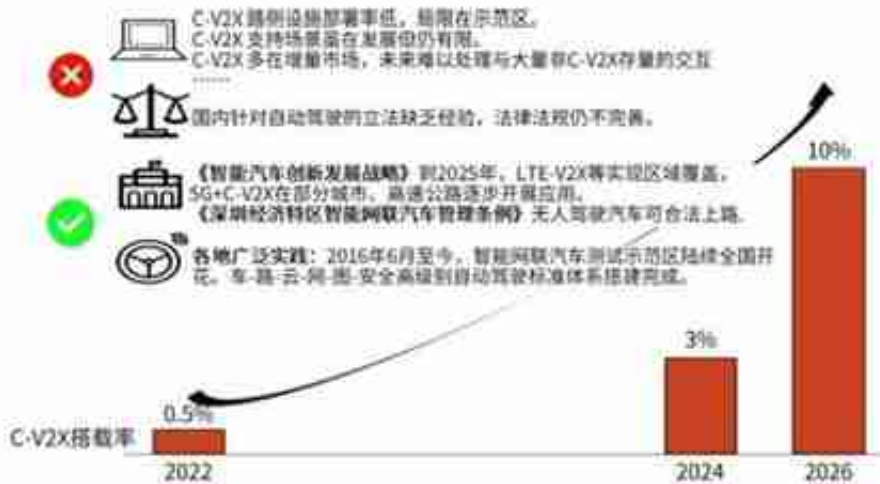 C-V2X 路侧设施部署率低，局限在示范区。
C-V2X 支持场景虽在发展但仍有限。
C-V2X 多在增量市场，未来难以处理与大量非C-V2X存量的交互
......
国内针对自动驾驶的立法缺乏经验，法律法规仍不完善。
《智能汽车创新发展战略》到2025年，LTE-V2X等实现区域覆盖，
5G+C-V2X在部分城市、高速公路逐步开展应用。
《深圳经济特区智能网联汽车管理条例》无人驾驶汽车可合法上路.
各地广泛实践：2016年6月至今，智能网联汽车测试示范区陆续全国开
花。车-路-云-网-图-安全高级别自动驾驶标准体系搭建完成。
10%
3%
0.5%
C-V2X搭载率
2022
2024
2026